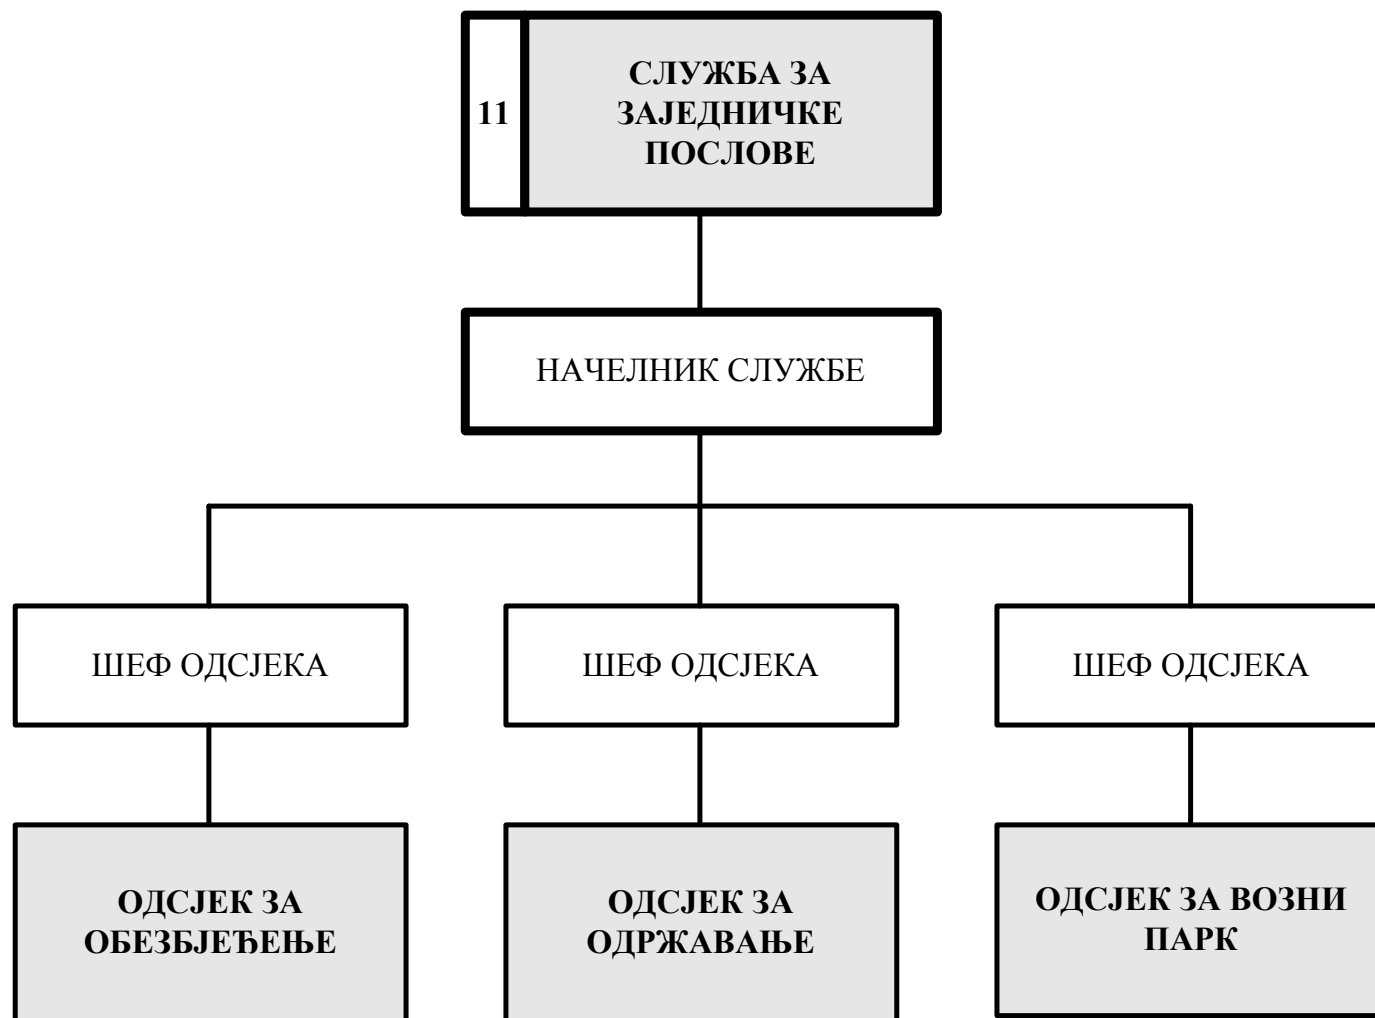 11
СЛУЖБА ЗА
ЗАЈЕДНИЧКЕ
ПОСЛОВЕ
НАЧЕЛНИК СЛУЖБЕ
ШЕФ ОДСЈЕКА
ШЕФ ОДСЈЕКА
ШЕФ ОДСЈЕКА
ОДСЈЕК ЗА
ОБЕЗБЈЕЂЕЊЕ
ОДСЈЕК ЗА
ОДРЖАВАЊЕ
ОДСЈЕК ЗА ВОЗНИ
ПАРК